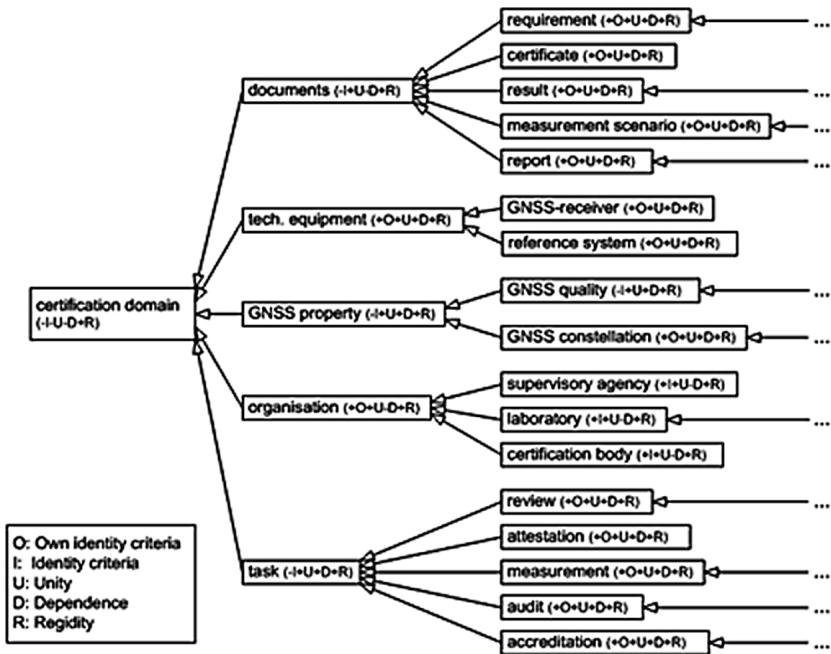 requirement (+O+U+D+R)
...
certificate (+O+U+D+R)
documents (-I+U-D+R)
result (+O+U+D+R)
...
measurement scenario (+O+U+D+R)
...
report (+O+U+D+R)
...
tech. equipment (+O+U+D+R)
GNSS-receiver (+O+U+D+R)
reference system (+O+U+D+R)
certification domain
(-I-U-D+R)
GNSS property (-I+U+D+R)
GNSS quality (-I+U+D+R)
...
GNSS constellation (+O+U+D+R)
...
organisation (+O+U-D+R)
supervisory agency (+I+U-D+R)
laboratory (+I+U-D+R)
...
certification body (+I+U-D+R)
task (-I+U+D+R)
review (+O+U+D+R)
...
attestation (+O+U+D+R)
measurement (+O+U+D+R)
...
audit (+O+U+D+R)
...
accreditation (+O+U+D+R)
...
O: Own identity criteria
I: Identity criteria
U: Unity
D: Dependence
R: Regidity